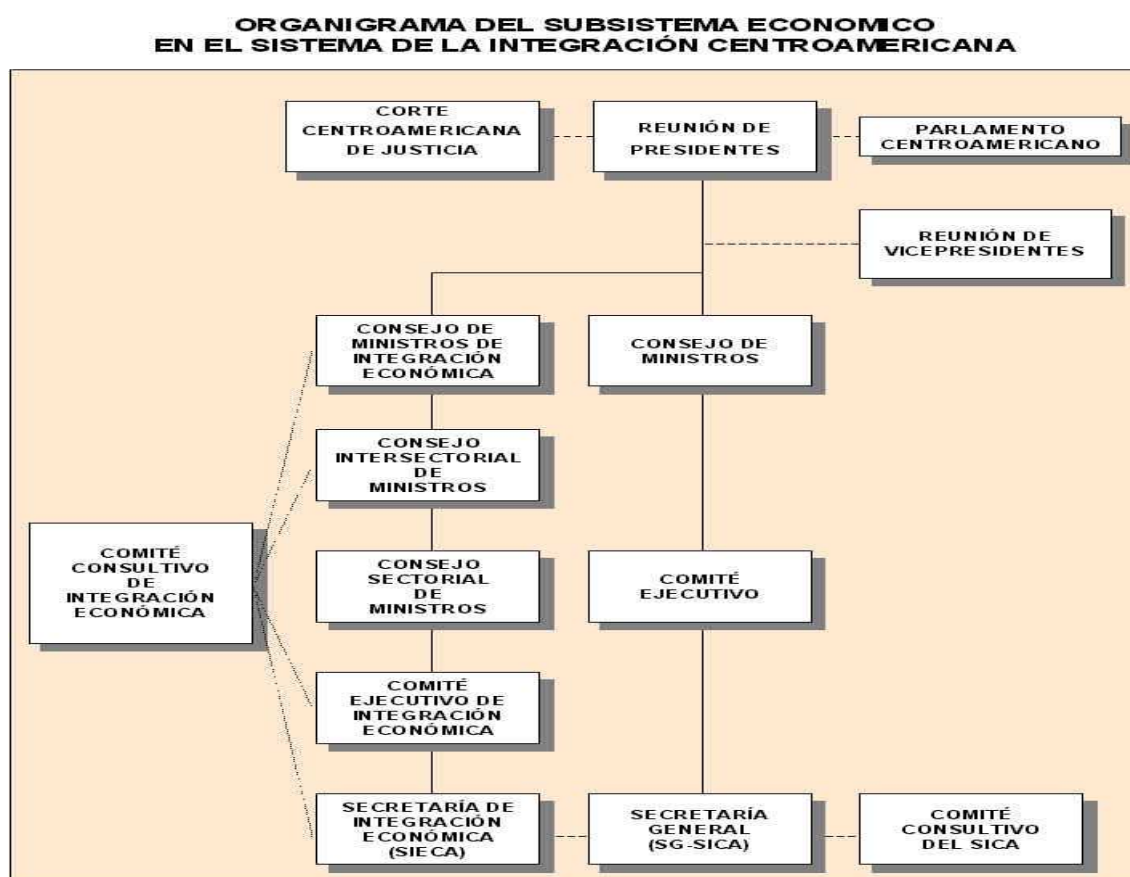 ORGANIGRAMA DEL SUBSISTEMA ECONOMICO
EN EL SISTEMA DE LA INTEGRACIÓN CENTROAMERICANA
CORTE
CENTROAMERICANA
DE JUSTICIA
REUNIÓN DE
PRESIDENTES
PARLAMENTO
CENTROAMERICANO
REUNIÓN DE
VICEPRESIDENTES
CONSEJO DE
MINISTROS DE
INTEGRACIÓN
ECONÓMICA
CONSEJO DE
MINISTROS
CONSEJO
INTERSECTORIAL
DE
MINISTROS
COMITÉ
CONSULTIVO
DE
INTEGRACIÓN
ECONÓMICA
CONSEJO
SECTORIAL
DE
MINISTROS
COMITÉ
EJECUTIVO
COMITÉ
EJECUTIVO DE
INTEGRACIÓN
ECONÓMICA
SECRETARÍA DE
INTEGRACIÓN
ECONÓMICA
(SIECA)
SECRETARÍA
GENERAL
(SG-SICA)
COMITÉ
CONSULTIVO
DEL SICA